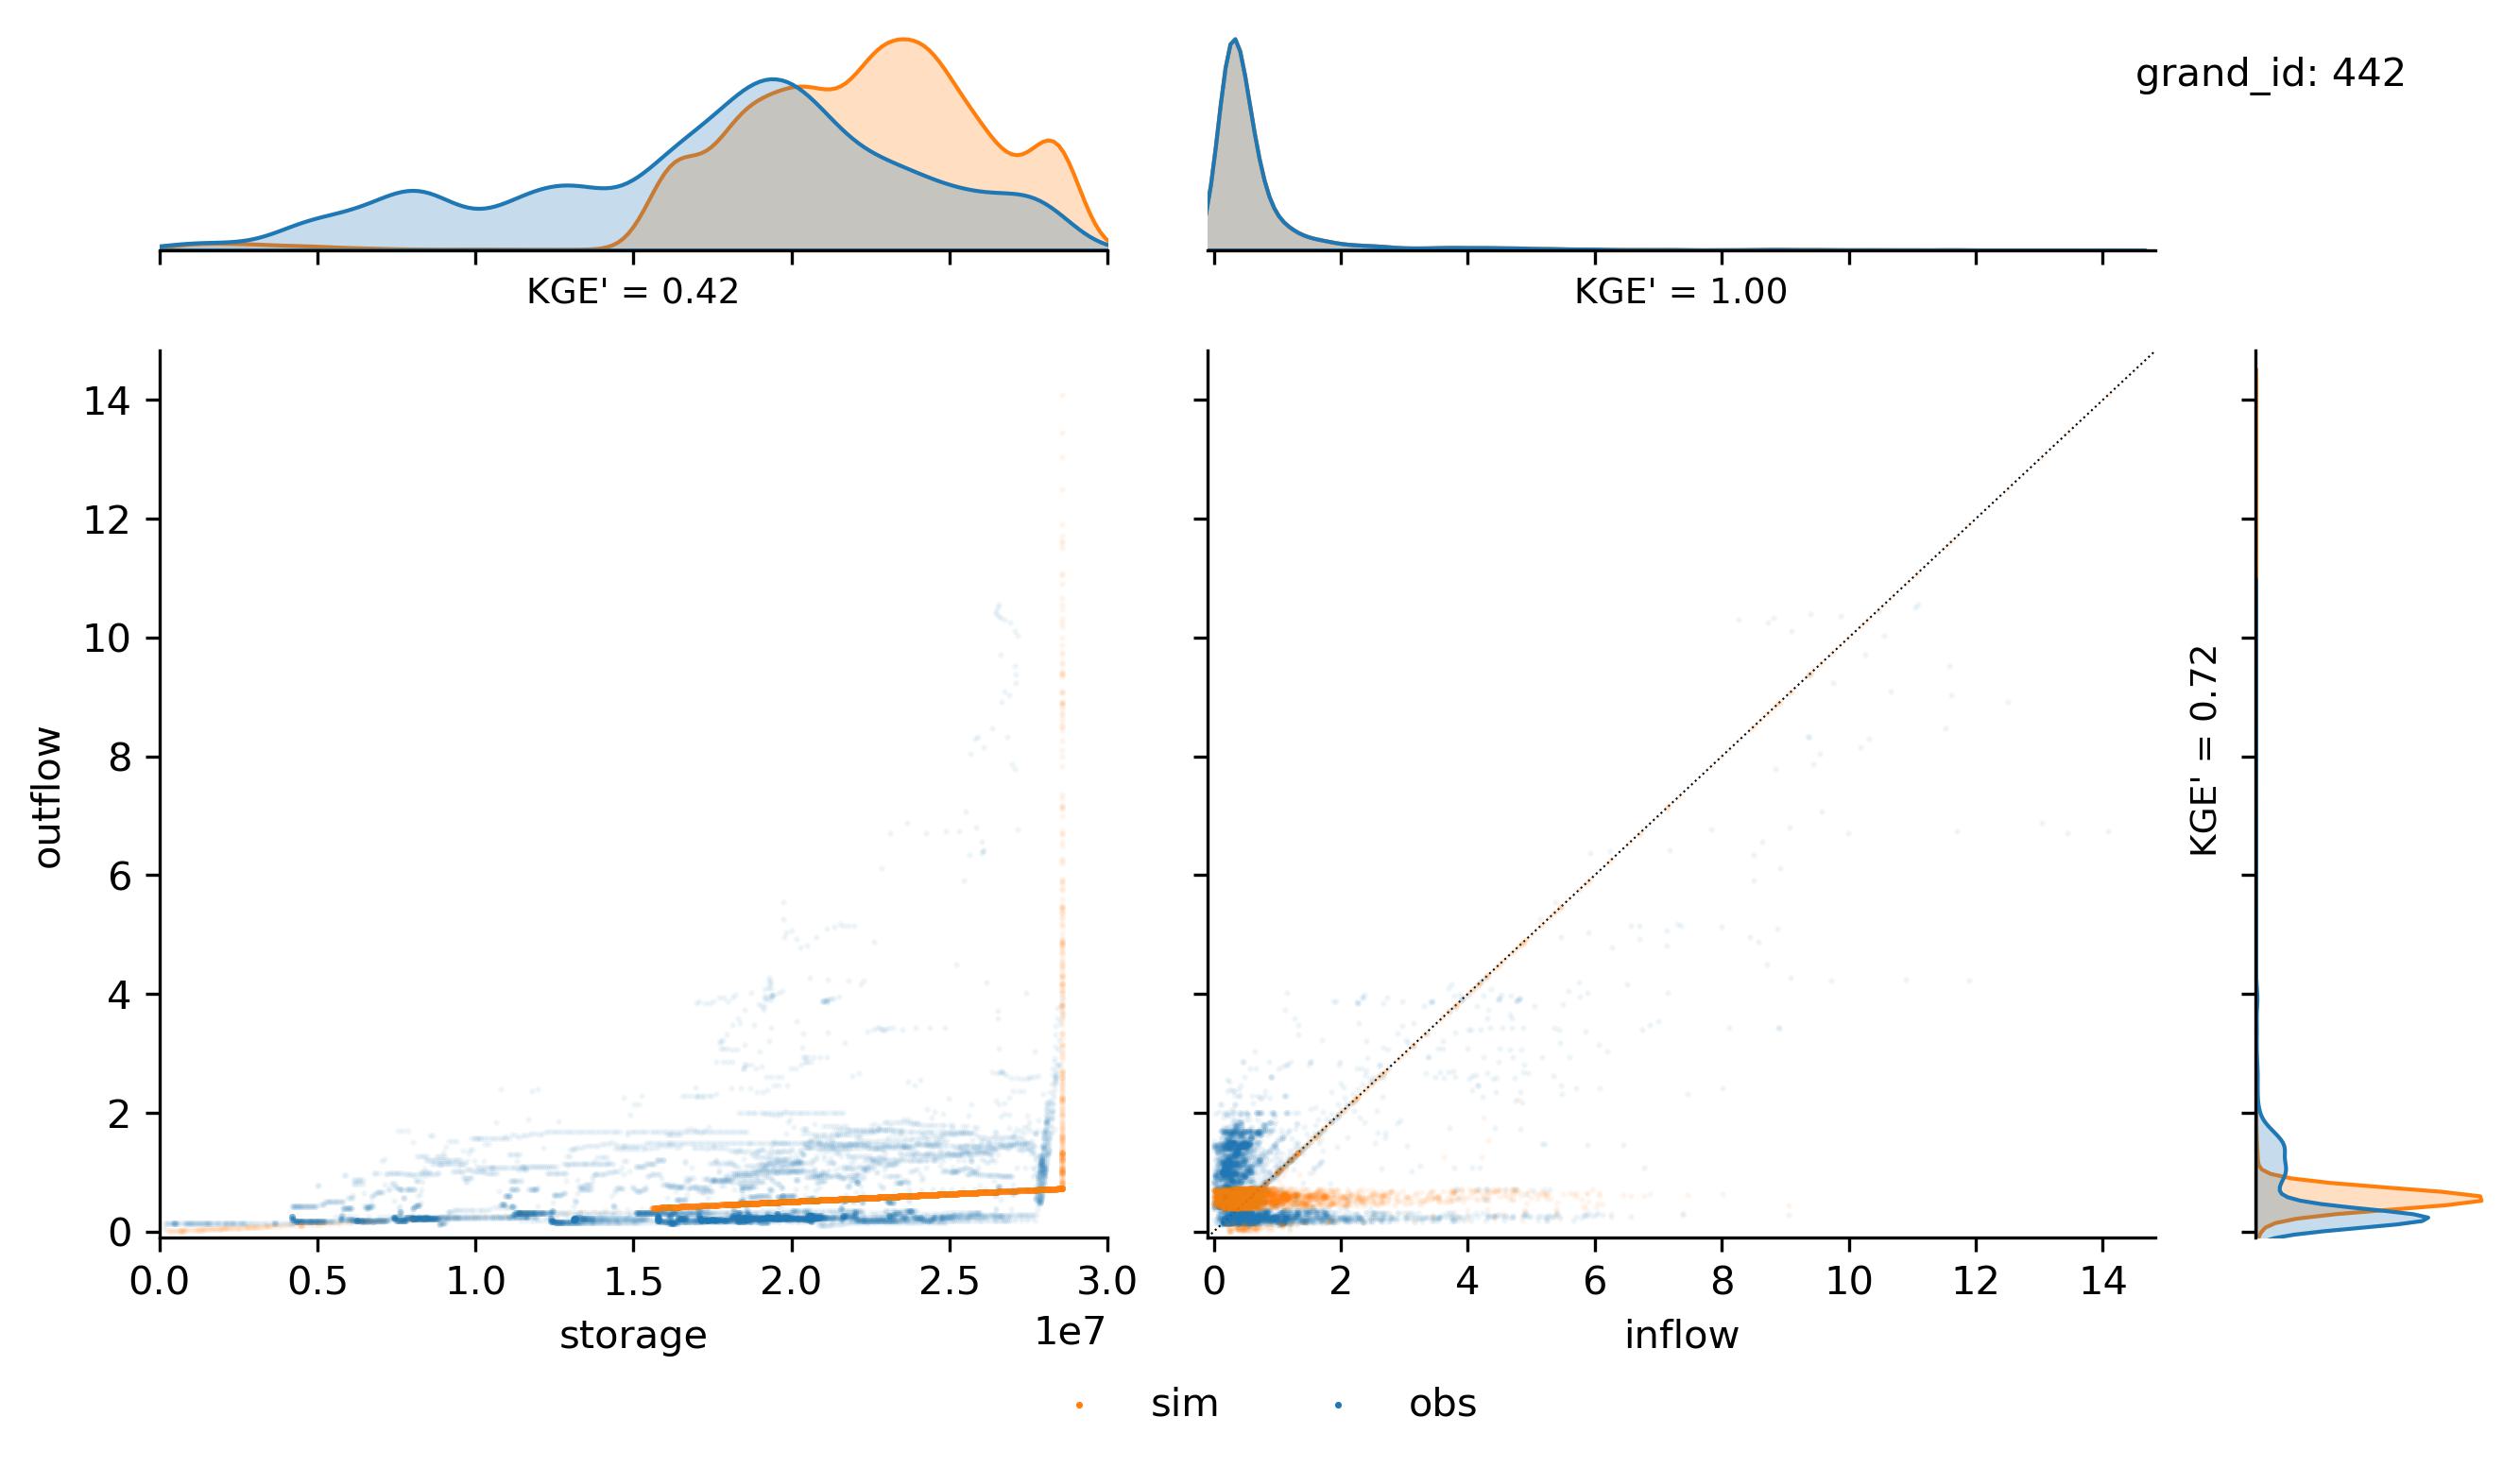 grand_id: 442
KGE' = 0.42
KGE' = 1.00
14
12
10
8
6
4
2
0
outflow
KGE' = 0.72
0.0 0.5 1.0 1.5 2.0 2.5 3.0
0 2 4 6 8 10 12 14
1e7
storage
inflow
sim obs